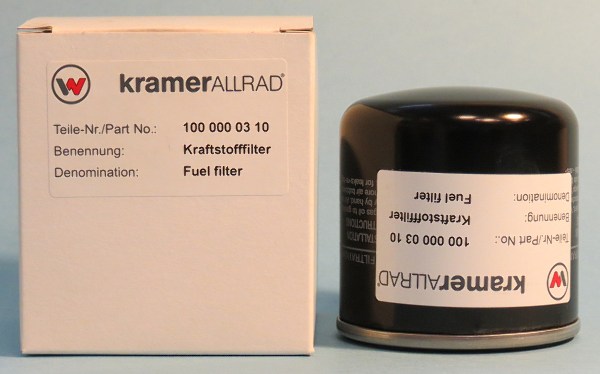 kramerALLRAD®
Teile-Nr./Part No.: 100 000 03 10
Benennung: Kraftstofffilter
Denomination: Fuel filter
kramerALLRAD®
Teile-Nr./Part No.: 100 000 03 10
Benennung: Kraftstofffilter
Denomination: Fuel filter